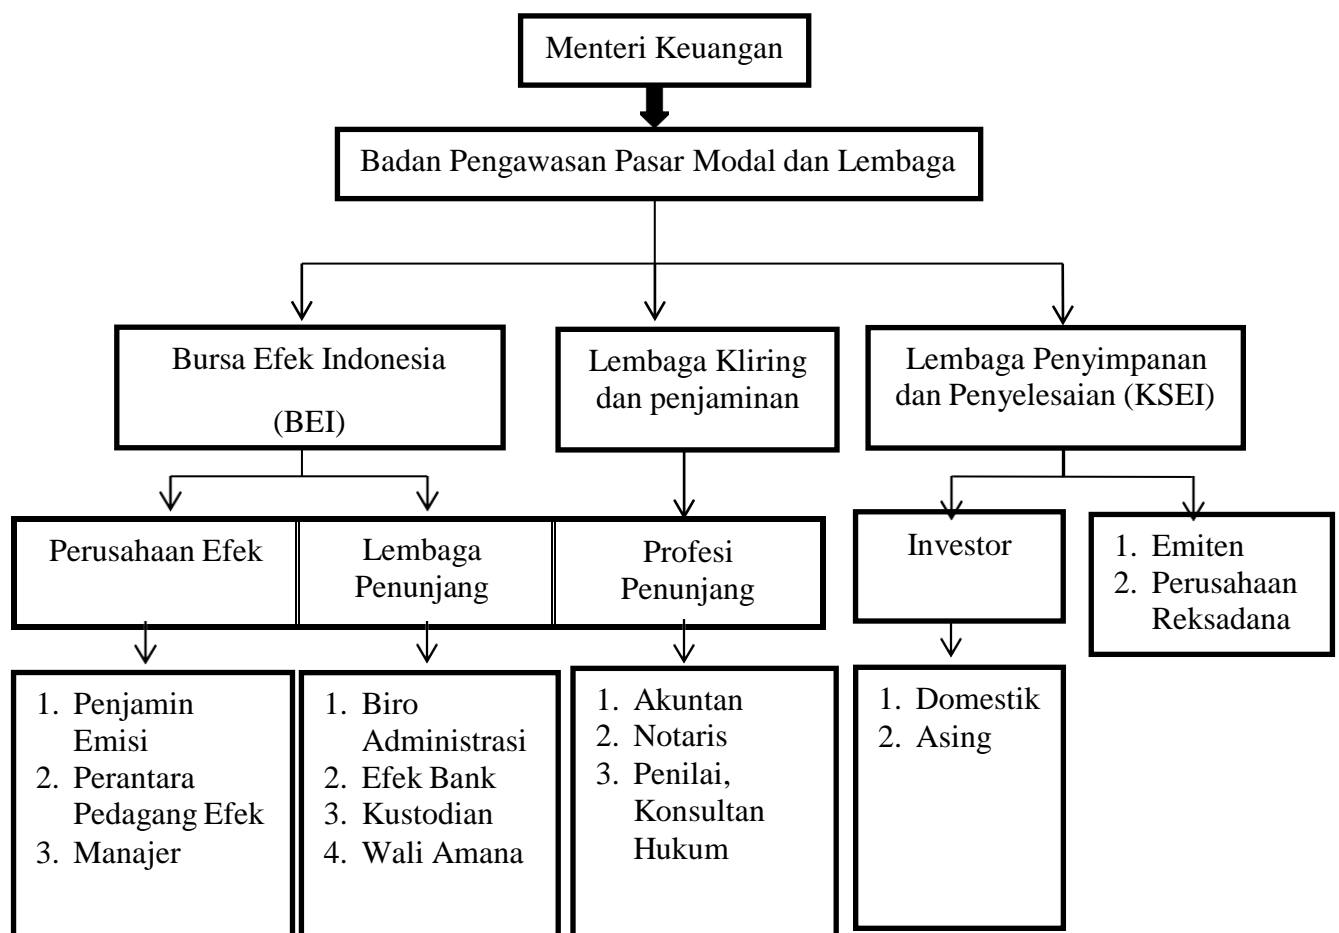 Menteri Keuangan
Badan Pengawasan Pasar Modal dan Lembaga
Bursa Efek Indonesia
(BEI)
Lembaga Kliring
dan penjaminan
Lembaga Penyimpanan
dan Penyelesaian (KSEI)
Perusahaan Efek
Lembaga
Penunjang
Profesi
Penunjang
Investor
1. Emiten
2. Perusahaan
Reksadana
1. Penjamin
Emisi
2. Perantara
Pedagang Efek
3. Manajer
1. Biro
Administrasi
2. Efek Bank
3. Kustodian
4. Wali Amana
1. Akuntan
2. Notaris
3. Penilai,
Konsultan
Hukum
1. Domestik
2. Asing